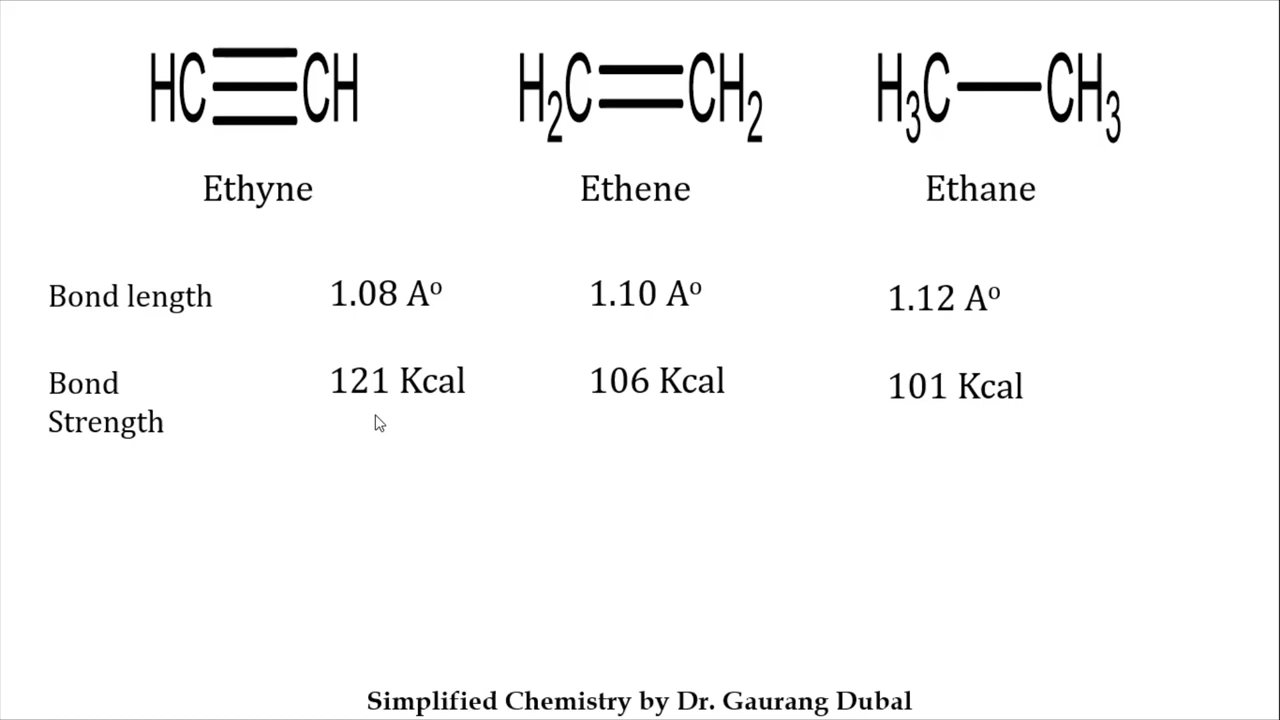 HC≡CH H₂C=CH₂ H₃C—CH₃
Ethyne Ethene Ethane
Bond length 1.08 Aº 1.10 Aº 1.12 Aº
Bond 121 Kcal 106 Kcal 101 Kcal
Strength
Simplified Chemistry by Dr. Gaurang Dubal